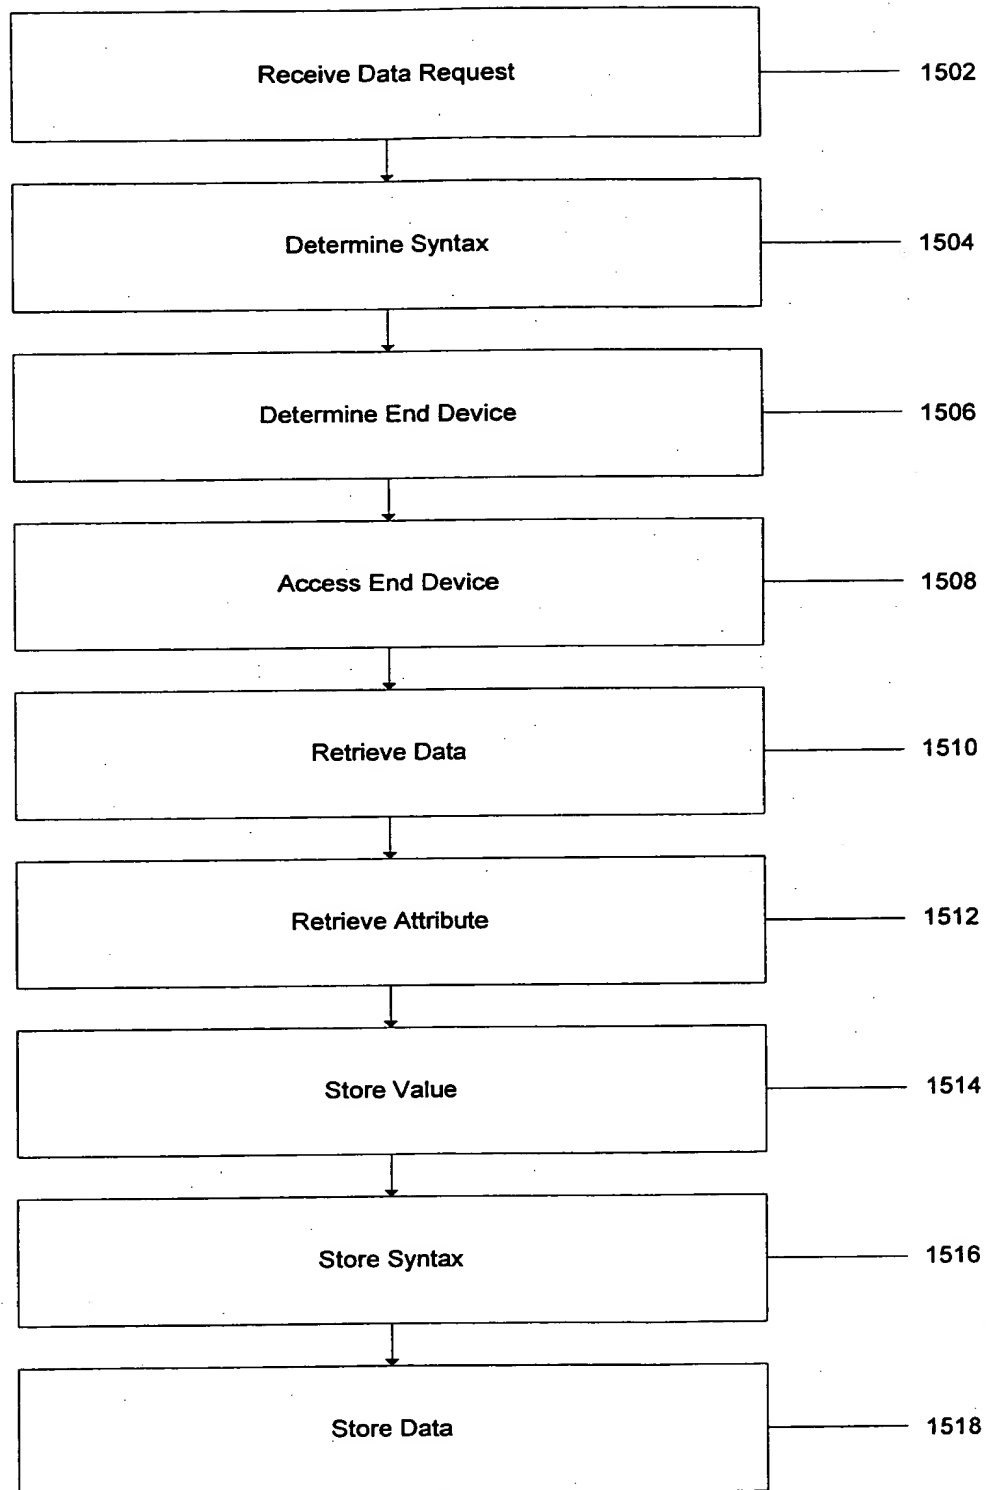 Receive Data Request 1502
Determine Syntax 1504
Determine End Device 1506
Access End Device 1508
Retrieve Data 1510
Retrieve Attribute 1512
Store Value 1514
Store Syntax 1516
Store Data 1518